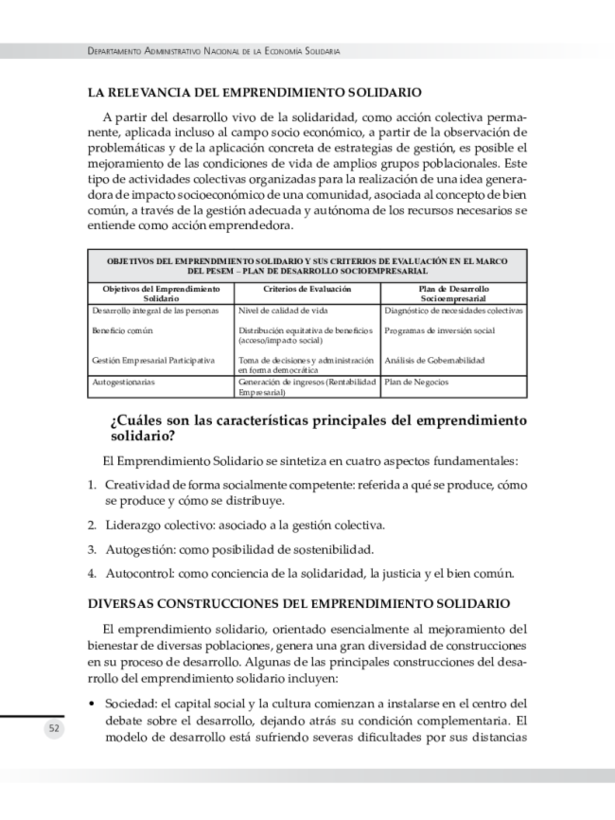 Departamento Administrativo Nacional de la Economía Solidaria
LA RELEVANCIA DEL EMPRENDIMIENTO SOLIDARIO
A partir del desarrollo vivo de la solidaridad, como acción colectiva perma-
nente, aplicada incluso al campo socio económico, a partir de la observación de
problemáticas y de la aplicación concreta de estrategias de gestión, es posible el
mejoramiento de las condiciones de vida de amplios grupos poblacionales. Este
tipo de actividades colectivas organizadas para la realización de una idea genera-
dora de impacto socioeconómico de una comunidad, asociada al concepto de bien
común, a través de la gestión adecuada y autónoma de los recursos necesarios se
entiende como acción emprendedora.
OBJETIVOS DEL EMPRENDIMIENTO SOLIDARIO Y SUS CRITERIOS DE EVALUACIÓN EN EL MARCO
DEL PESEM – PLAN DE DESARROLLO SOCIOEMPRESARIAL
Objetivos del Emprendimiento Criterios de Evaluación Plan de Desarrollo
Solidario Socioempresarial
Desarrollo integral de las personas Nivel de calidad de vida Diagnóstico de necesidades colectivas
Beneficio común Distribución equitativa de beneficios Programas de inversión social
(acceso/impacto social)
Gestión Empresarial Participativa Toma de decisiones y administración Análisis de Gobernabilidad
en forma democrática
Autogestionarias Generación de ingresos (Rentabilidad Plan de Negocios
Empresarial)
¿Cuáles son las características principales del emprendimiento
solidario?
El Emprendimiento Solidario se sintetiza en cuatro aspectos fundamentales:
1. Creatividad de forma socialmente competente: referida a qué se produce, cómo
se produce y cómo se distribuye.
2. Liderazgo colectivo: asociado a la gestión colectiva.
3. Autogestión: como posibilidad de sostenibilidad.
4. Autocontrol: como conciencia de la solidaridad, la justicia y el bien común.
DIVERSAS CONSTRUCCIONES DEL EMPRENDIMIENTO SOLIDARIO
El emprendimiento solidario, orientado esencialmente al mejoramiento del
bienestar de diversas poblaciones, genera una gran diversidad de construcciones
en su proceso de desarrollo. Algunas de las principales construcciones del desa-
rrollo del emprendimiento solidario incluyen:
• Sociedad: el capital social y la cultura comienzan a instalarse en el centro del
debate sobre el desarrollo, dejando atrás su condición complementaria. El
modelo de desarrollo está sufriendo severas dificultades por sus distancias
52